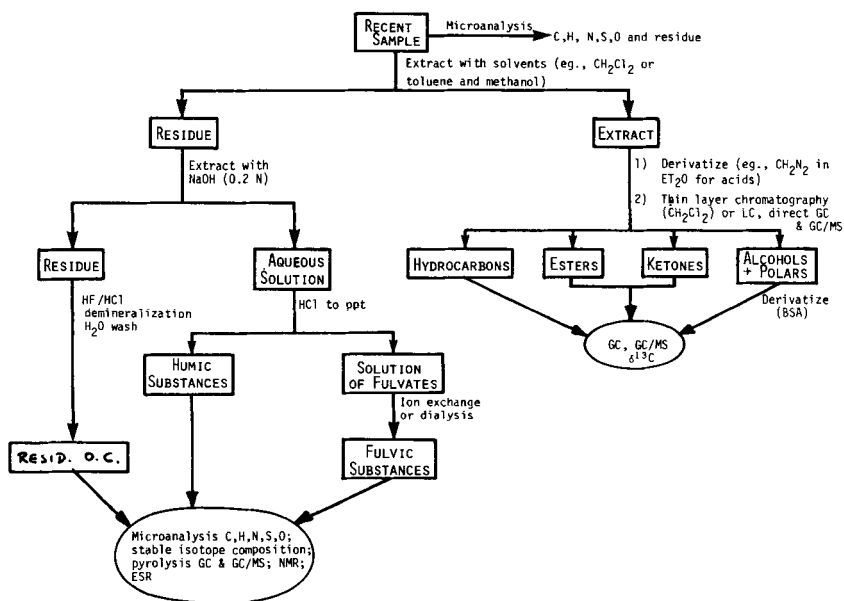 RECENT
SAMPLE
Microanalysis
C,H, N,S,O and residue
Extract with solvents (eg., CH2Cl2 or
toluene and methanol)
RESIDUE
EXTRACT
Extract with
NaOH (0.2 N)
1) Derivatize (eg., CH2N2 in
ET2O for acids)
2) Thin layer chromatography
(CH2Cl2) or LC, direct GC
& GC/MS
RESIDUE
AQUEOUS
SOLUTION
HYDROCARBONS
ESTERS
KETONES
ALCOHOLS
+ POLARS
HF/HCl
demineralization
H2O wash
HCl to ppt
Derivatize
(BSA)
GC, GC/MS
δ13C
HUMIC
SUBSTANCES
SOLUTION
OF FULVATES
Ion exchange
or dialysis
RESID. O.C.
FULVIC
SUBSTANCES
Microanalysis C,H,N,S,O;
stable isotope composition;
pyrolysis GC & GC/MS; NMR;
ESR